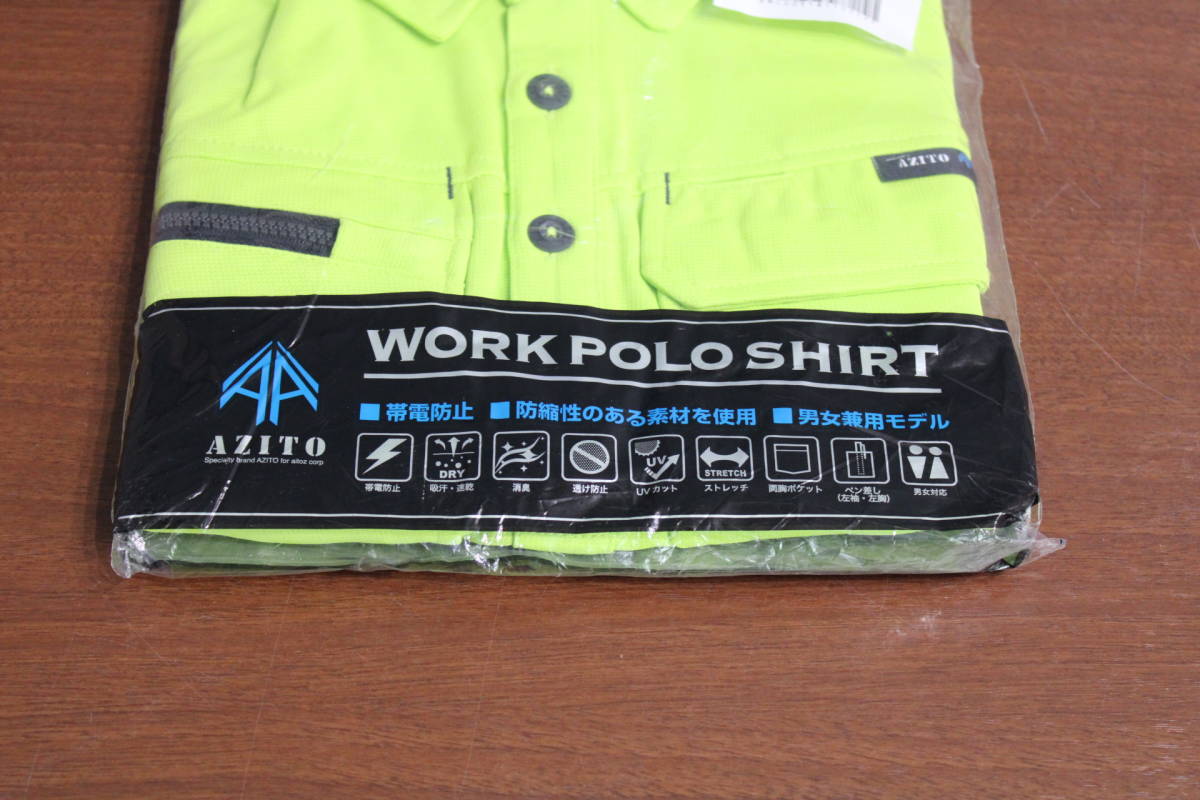 AZITO
WORK POLO SHIRT
■帯電防止 ■防縮性のある素材を使用 ■男女兼用モデル
AZITO
Specialty brand AZITO for aitoz corp
DRY
UV
STRETCH
帯電防止 吸汗・速乾 消臭 透け防止 UVカット ストレッチ 両胸ポケット ペン差し 男女対応
(左袖・左胸)